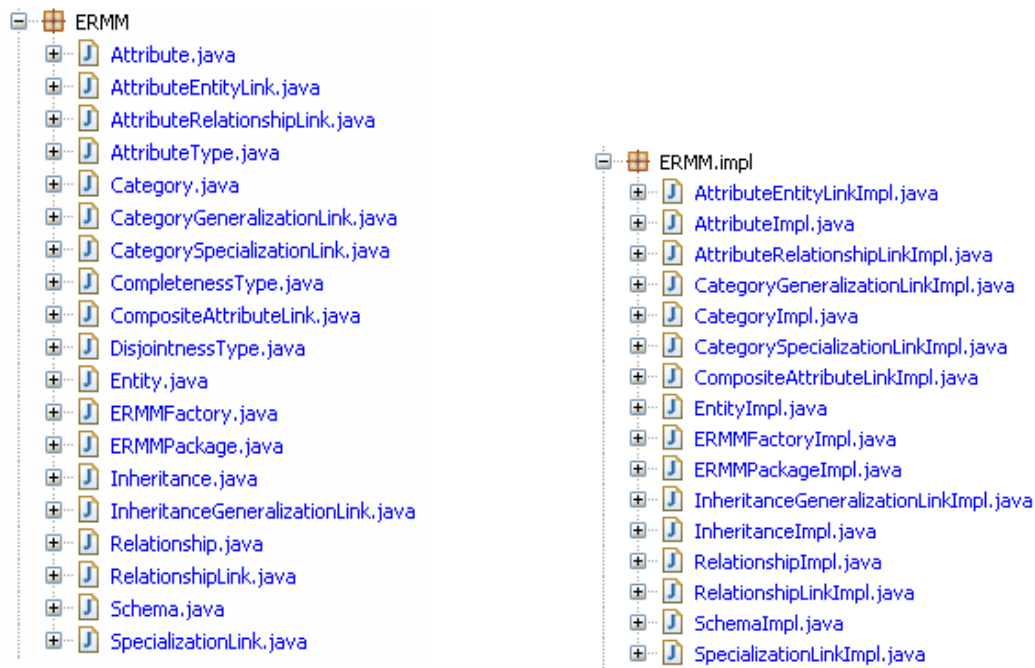 ERMM
Attribute.java
AttributeEntityLink.java
AttributeRelationshipLink.java
AttributeType.java
Category.java
CategoryGeneralizationLink.java
CategorySpecializationLink.java
CompletenessType.java
CompositeAttributeLink.java
DisjointnessType.java
Entity.java
ERMMFactory.java
ERMMPackage.java
Inheritance.java
InheritanceGeneralizationLink.java
Relationship.java
RelationshipLink.java
Schema.java
SpecializationLink.java
ERMM.impl
AttributeEntityLinkImpl.java
AttributeImpl.java
AttributeRelationshipLinkImpl.java
CategoryGeneralizationLinkImpl.java
CategoryImpl.java
CategorySpecializationLinkImpl.java
CompositeAttributeLinkImpl.java
EntityImpl.java
ERMMFactoryImpl.java
ERMMPackageImpl.java
InheritanceGeneralizationLinkImpl.java
InheritanceImpl.java
RelationshipImpl.java
RelationshipLinkImpl.java
SchemaImpl.java
SpecializationLinkImpl.java